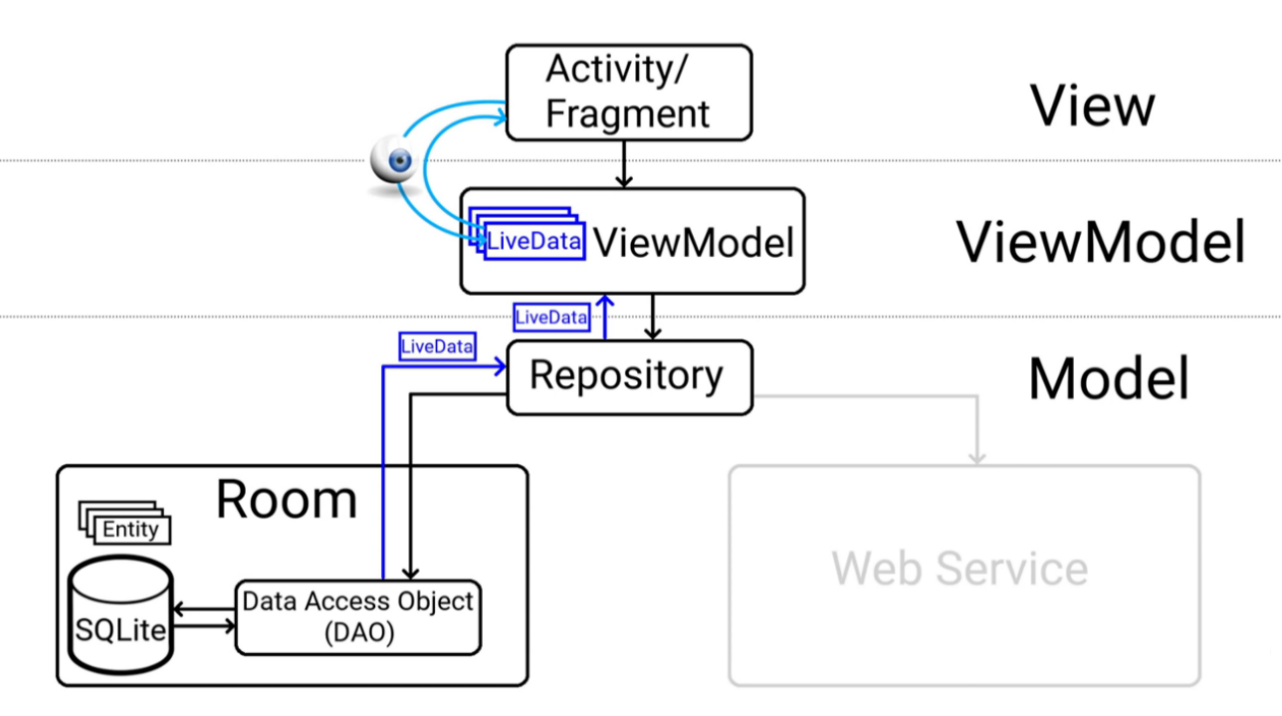 Activity/
Fragment
View
LiveData
ViewModel
ViewModel
LiveData
LiveData
Repository
Model
Room
Entity
SQLite
Data Access Object
(DAO)
Web Service